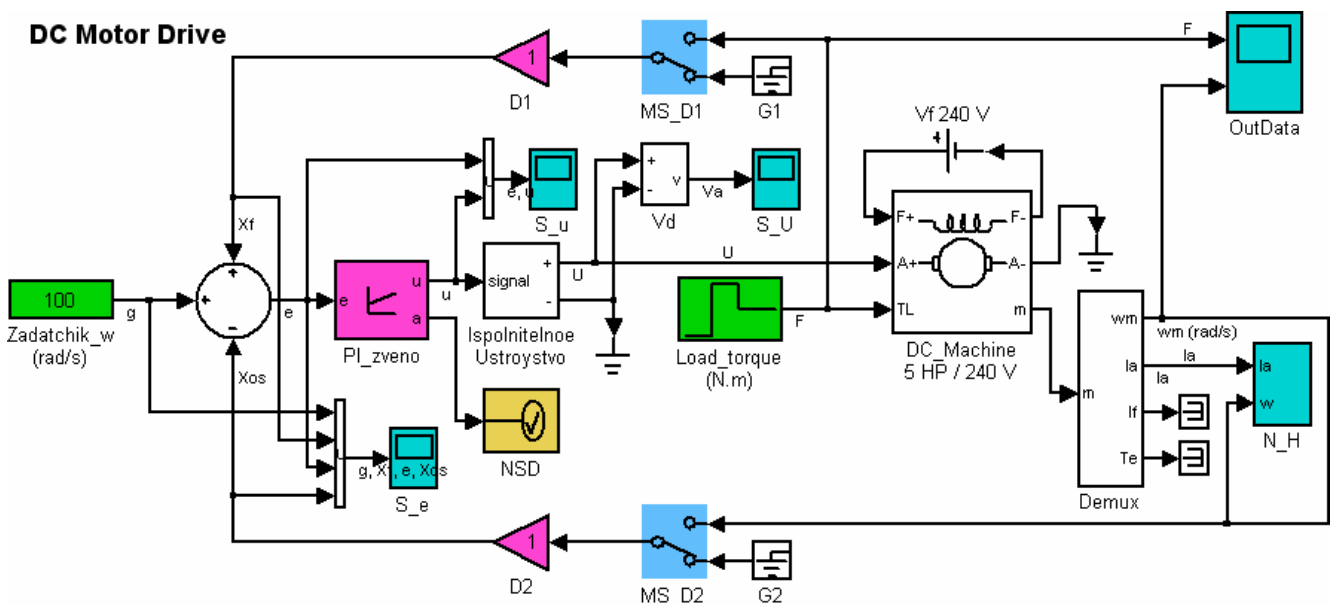 DC Motor Drive
1
D1
MS_D1
G1
F
OutData
Vf 240 V
+
e, u
S_u
+
-
v
Vd
Va
S_U
F+
F-
A+
A-
TL
m
DC_Machine
5 HP / 240 V
Xf
+
+
-
100
Zadatchik_w
(rad/s)
g
e
e
u
a
PI_zveno
u
signal
+
-
Ispolnitelnoe
Ustroystvo
U
U
Load_torque
(N.m)
F
m
wm
Ia
If
Te
Demux
wm (rad/s)
Ia
Ia
Ia
w
N_H
Xos
g, Xf, e, Xos
S_e
NSD
1
D2
MS_D2
G2